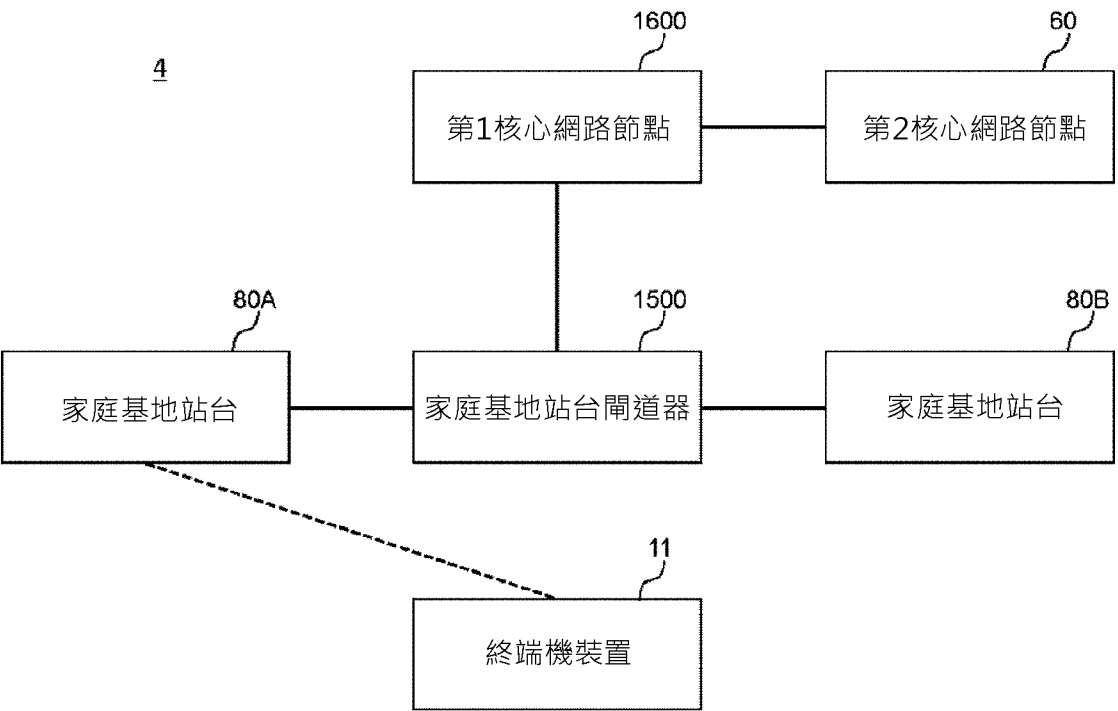 1600
60
4
第1核心網路節點
第2核心網路節點
80A
1500
80B
家庭基地站台
家庭基地站台閘道器
家庭基地站台
11
終端機裝置